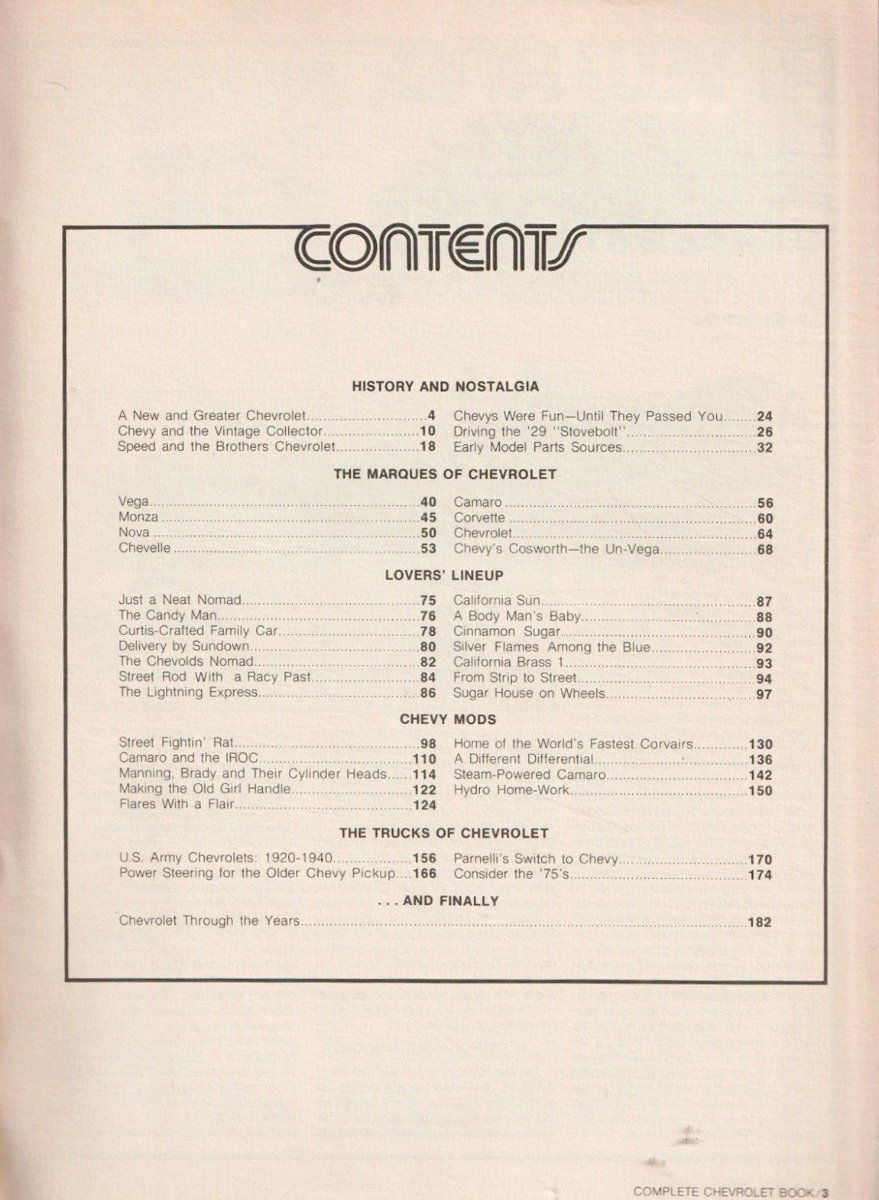 CONTENTS
HISTORY AND NOSTALGIA
A New and Greater Chevrolet............................4
Chevy and the Vintage Collector.......................10
Speed and the Brothers Chevrolet....................18
Chevys Were Fun—Until They Passed You........24
Driving the '29 "Stovebolt"...............................26
Early Model Parts Sources................................32
THE MARQUES OF CHEVROLET
Vega................................................................40
Monza..............................................................45
Nova................................................................50
Chevelle...........................................................53
Camaro............................................................56
Corvette...........................................................60
Chevrolet.........................................................64
Chevy's Cosworth—the Un-Vega.......................68
LOVERS' LINEUP
Just a Neat Nomad...........................................75
The Candy Man................................................76
Curtis-Crafted Family Car..................................78
Delivery by Sundown........................................80
The Chevolds Nomad........................................82
Street Rod With a Racy Past..............................84
The Lightning Express.......................................86
California Sun...................................................87
A Body Man's Baby...........................................88
Cinnamon Sugar...............................................90
Silver Flames Among the Blue............................92
California Brass 1..............................................93
From Strip to Street...........................................94
Sugar House on Wheels.....................................97
CHEVY MODS
Street Fightin' Rat.............................................98
Camaro and the IROC......................................110
Manning, Brady and Their Cylinder Heads......114
Making the Old Girl Handle..............................122
Flares With a Flair............................................124
Home of the World's Fastest Corvairs..............130
A Different Differential......................................136
Steam-Powered Camaro...................................142
Hydro Home-Work...........................................150
THE TRUCKS OF CHEVROLET
U.S. Army Chevrolets: 1920-1940....................156
Power Steering for the Older Chevy Pickup....166
Parnelli's Switch to Chevy................................170
Consider the '75's............................................174
...AND FINALLY
Chevrolet Through the Years............................182
COMPLETE CHEVROLET BOOK/3